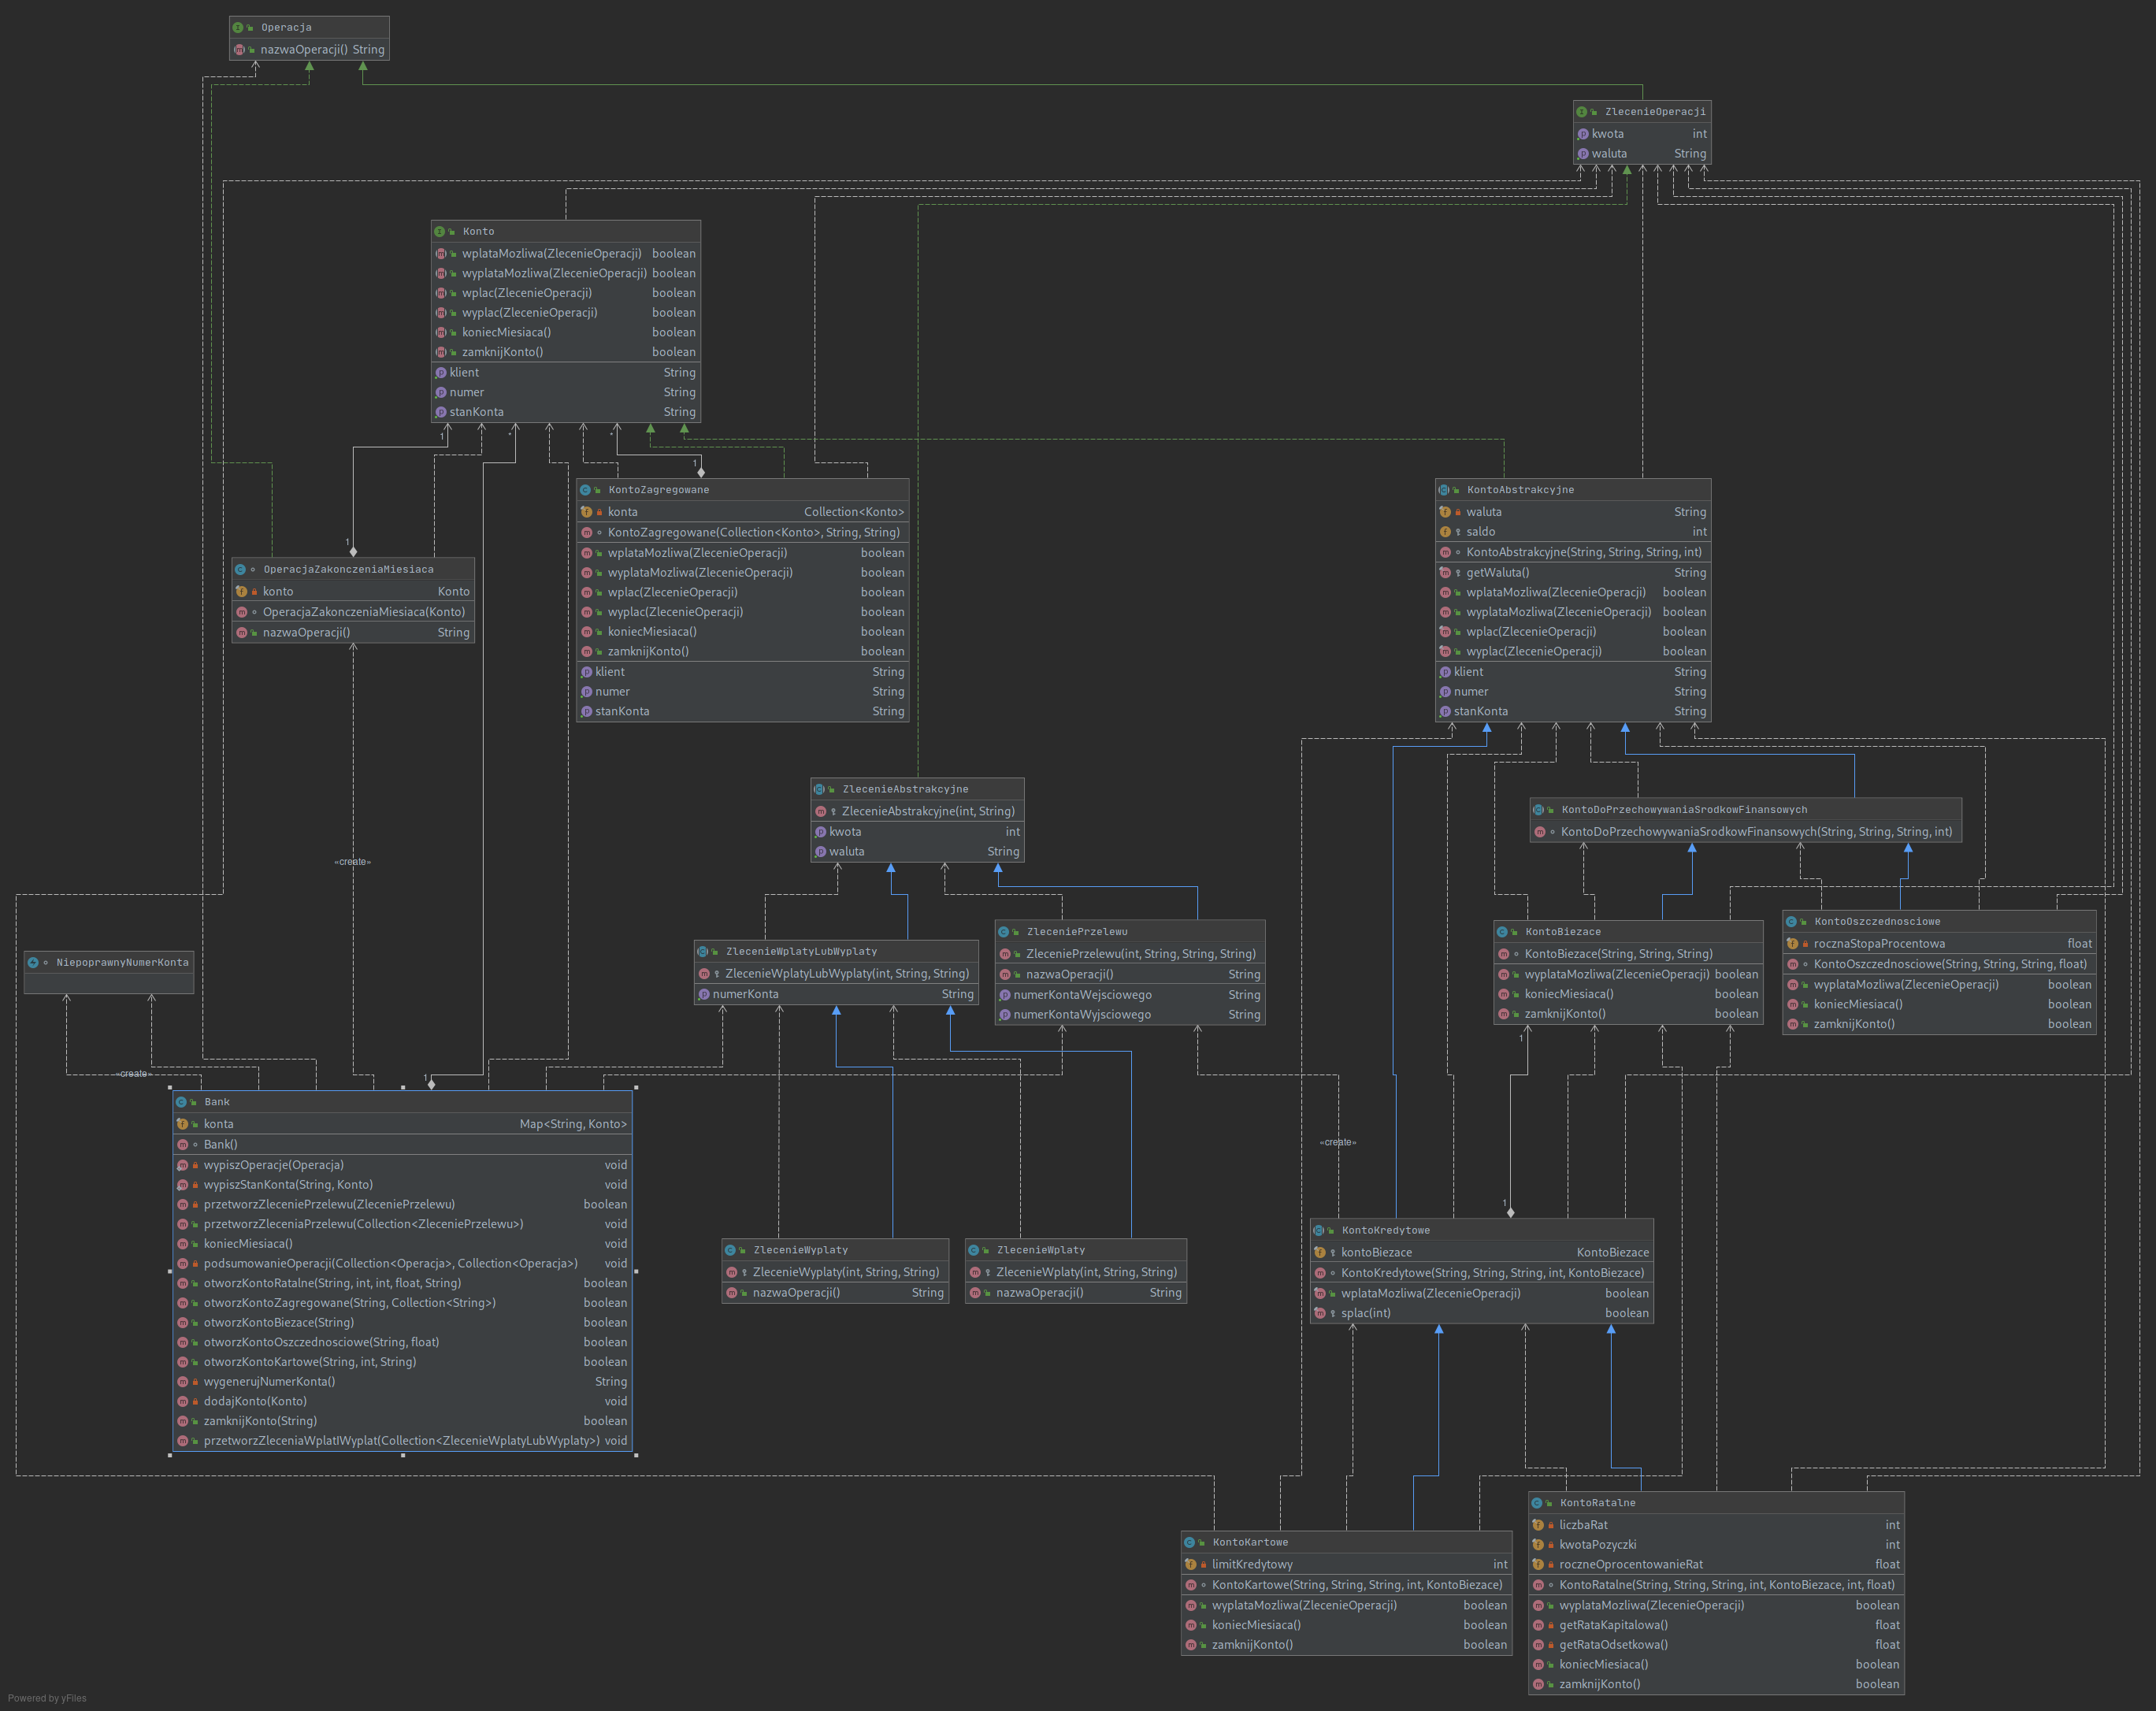 Operacja
nazwaOperacji() String
ZlecenieOperacji
kwota int
waluta String
Konto
wplataMozliwa(ZlecenieOperacji) boolean
wyplataMozliwa(ZlecenieOperacji) boolean
wplac(ZlecenieOperacji) boolean
wyplac(ZlecenieOperacji) boolean
koniecMiesiaca() boolean
zamknijKonto() boolean
klient String
numer String
stanKonta String
1
*
*
1
1
KontoZagregowane
konta Collection<Konto>
KontoZagregowane(Collection<Konto>, String, String)
wplataMozliwa(ZlecenieOperacji) boolean
wyplataMozliwa(ZlecenieOperacji) boolean
wplac(ZlecenieOperacji) boolean
wyplac(ZlecenieOperacji) boolean
koniecMiesiaca() boolean
zamknijKonto() boolean
klient String
numer String
stanKonta String
KontoAbstrakcyjne
waluta String
saldo int
KontoAbstrakcyjne(String, String, String, int)
getWaluta() String
wplataMozliwa(ZlecenieOperacji) boolean
wyplataMozliwa(ZlecenieOperacji) boolean
wplac(ZlecenieOperacji) boolean
wyplac(ZlecenieOperacji) boolean
klient String
numer String
stanKonta String
OperacjaZakonczeniaMiesiaca
konto Konto
OperacjaZakonczeniaMiesiaca(Konto)
nazwaOperacji() String
ZlecenieAbstrakcyjne
ZlecenieAbstrakcyjne(int, String)
kwota int
waluta String
KontoDoPrzechowywaniaSrodkowFinansowych
KontoDoPrzechowywaniaSrodkowFinansowych(String, String, String, int)
«create»
ZlecenieWplatyLubWyplaty
ZlecenieWplatyLubWyplaty(int, String, String)
numerKonta String
ZleceniePrzelewu
ZleceniePrzelewu(int, String, String, String)
nazwaOperacji() String
numerKontaWejsciowego String
numerKontaWyjsciowego String
KontoBiezace
KontoBiezace(String, String, String)
wyplataMozliwa(ZlecenieOperacji) boolean
koniecMiesiaca() boolean
zamknijKonto() boolean
KontoOszczednosciowe
rocznaStopaProcentowa float
KontoOszczednosciowe(String, String, String, float)
wyplataMozliwa(ZlecenieOperacji) boolean
koniecMiesiaca() boolean
zamknijKonto() boolean
NiepoprawnyNumerKonta
1
«create»
1
Bank
konta Map<String, Konto>
Bank()
wypiszOperacje(Operacja) void
wypiszStanKonta(String, Konto) void
przetworzZleceniePrzelewu(ZleceniePrzelewu) boolean
przetworzZleceniaPrzelewu(Collection<ZleceniePrzelewu>) void
koniecMiesiaca() void
podsumowanieOperacji(Collection<Operacja>, Collection<Operacja>) void
otworzKontoRatalne(String, int, int, float, String) boolean
otworzKontoZagregowane(String, Collection<String>) boolean
otworzKontoBiezace(String) boolean
otworzKontoOszczednosciowe(String, float) boolean
otworzKontoKartowe(String, int, String) boolean
wygenerujNumerKonta() String
dodajKonto(Konto) void
zamknijKonto(String) boolean
przetworzZleceniaWplatIWyplat(Collection<ZlecenieWplatyLubWyplaty>) void
«create»
1
ZlecenieWyplaty
ZlecenieWyplaty(int, String, String)
nazwaOperacji() String
ZlecenieWplaty
ZlecenieWplaty(int, String, String)
nazwaOperacji() String
KontoKredytowe
kontoBiezace KontoBiezace
KontoKredytowe(String, String, String, int, KontoBiezace)
wplataMozliwa(ZlecenieOperacji) boolean
splac(int) boolean
KontoKartowe
limitKredytowy int
KontoKartowe(String, String, String, int, KontoBiezace)
wyplataMozliwa(ZlecenieOperacji) boolean
koniecMiesiaca() boolean
zamknijKonto() boolean
KontoRatalne
liczbaRat int
kwotaPozyczki int
roczneOprocentowanieRat float
KontoRatalne(String, String, String, int, KontoBiezace, int, float)
wyplataMozliwa(ZlecenieOperacji) boolean
getRataKapitalowa() float
getRataOdsetkowa() float
koniecMiesiaca() boolean
zamknijKonto() boolean
Powered by yFiles